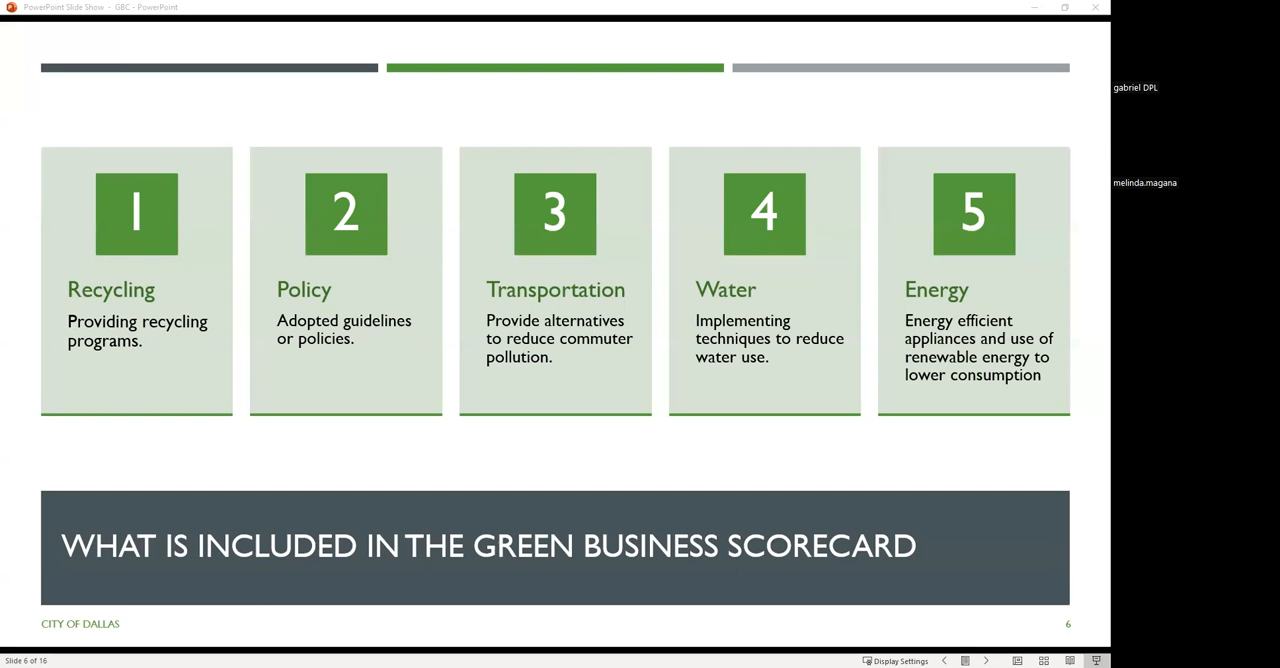 PowerPoint Slide Show - GBC - PowerPoint
gabriel DPL
melinda.magana
1
Recycling
Providing recycling
programs.
2
Policy
Adopted guidelines
or policies.
3
Transportation
Provide alternatives
to reduce commuter
pollution.
4
Water
Implementing
techniques to reduce
water use.
5
Energy
Energy efficient
appliances and use of
renewable energy to
lower consumption
WHAT IS INCLUDED IN THE GREEN BUSINESS SCORECARD
CITY OF DALLAS
6
Slide 6 of 16
Display Settings